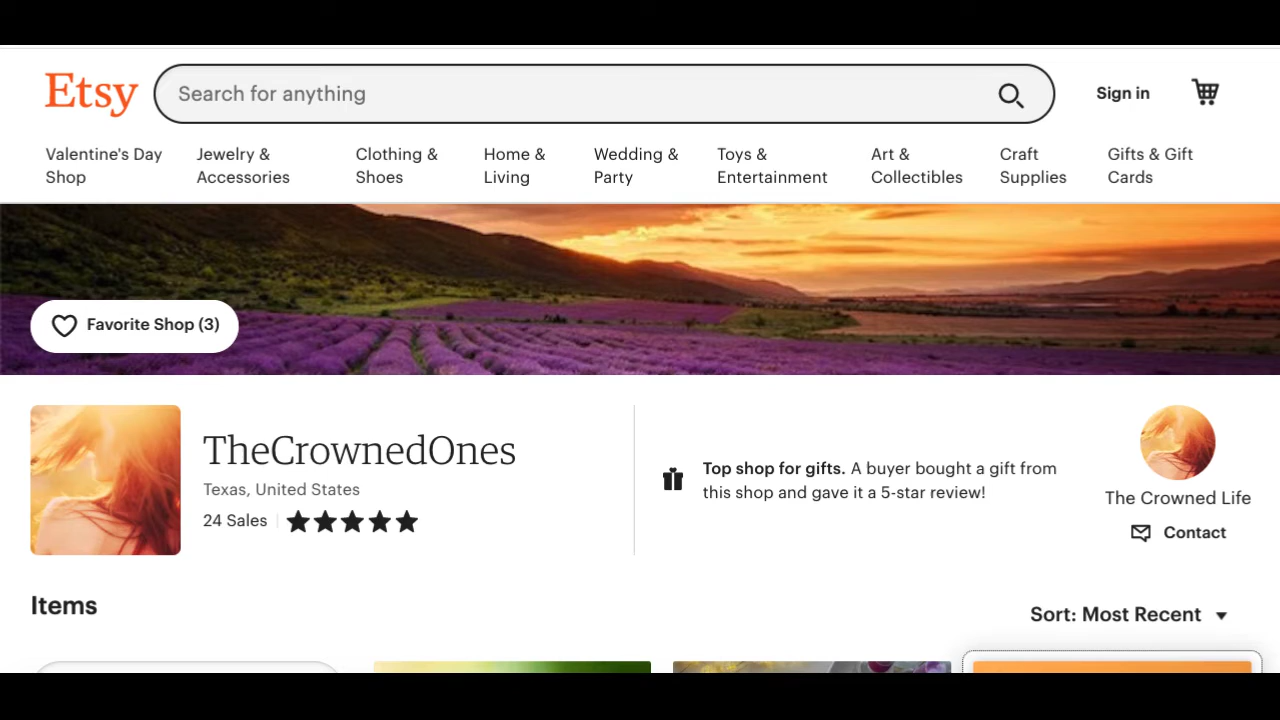 Etsy
Search for anything
Sign in
Valentine's Day
Shop
Jewelry &
Accessories
Clothing &
Shoes
Home &
Living
Wedding &
Party
Toys &
Entertainment
Art &
Collectibles
Craft
Supplies
Gifts & Gift
Cards
Favorite Shop (3)
TheCrownedOnes
Texas, United States
24 Sales
Top shop for gifts. A buyer bought a gift from
this shop and gave it a 5-star review!
The Crowned Life
Contact
Items
Sort: Most Recent